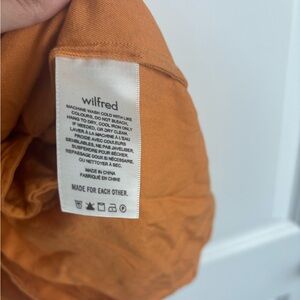 wilfred
MACHINE WASH COLD WITH LIKE
COLOURS, DO NOT BLEACH,
HANG TO DRY, COOL IRON ONLY
IF NEEDED, OR DRY CLEAN.
LAVER À LA MACHINE À L'EAU
FROIDE AVEC COULEURS
SEMBLABLES, NE PAS JAVELISER,
SUSPENDRE POUR SÉCHER,
REPASSAGE DOUX SI NÉCESSAIRE,
OU NETTOYER À SEC.
MADE IN CHINA
FABRIQUÉ EN CHINE
MADE FOR EACH OTHER.